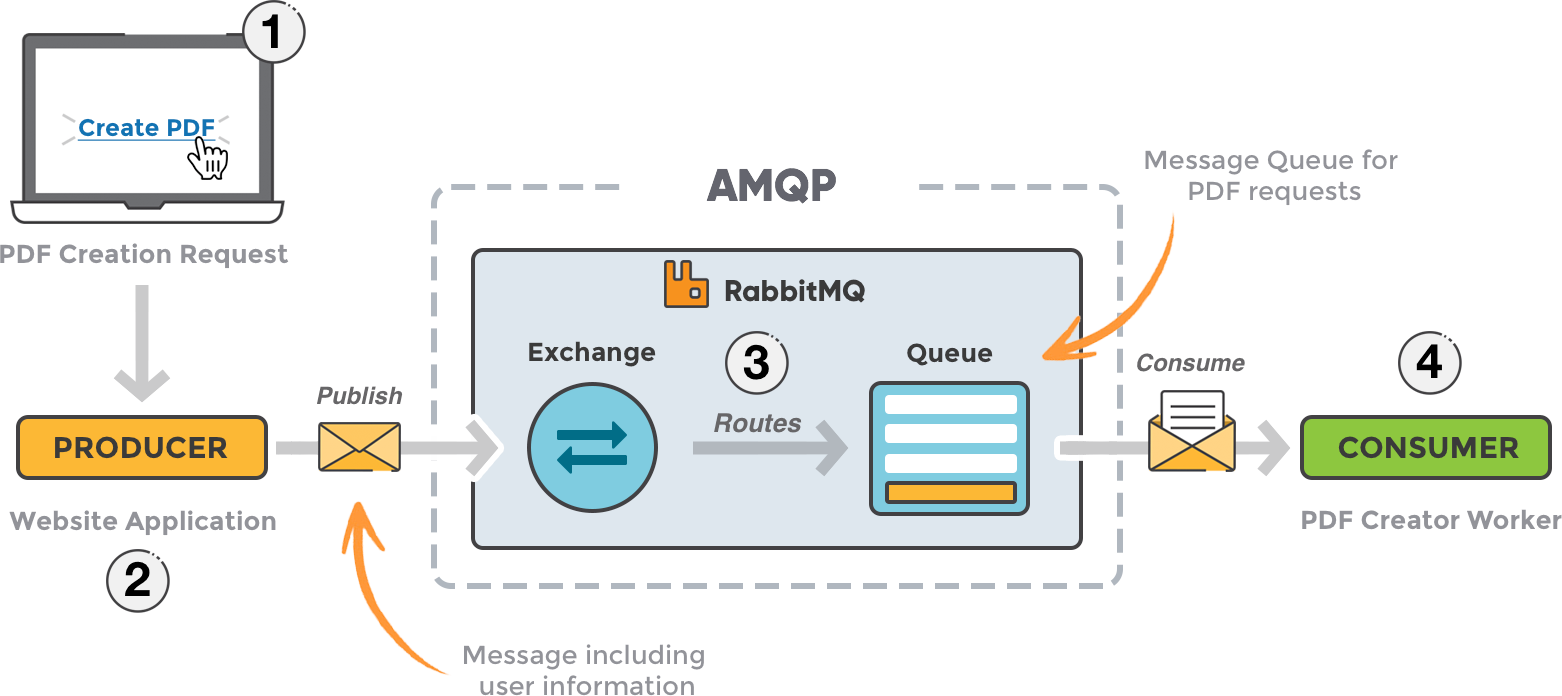 1
Create PDF
PDF Creation Request
AMQP
Message Queue for
PDF requests
RabbitMQ
Exchange
3
Queue
Routes
Publish
Consume
4
PRODUCER
CONSUMER
Website Application
PDF Creator Worker
2
Message including
user information